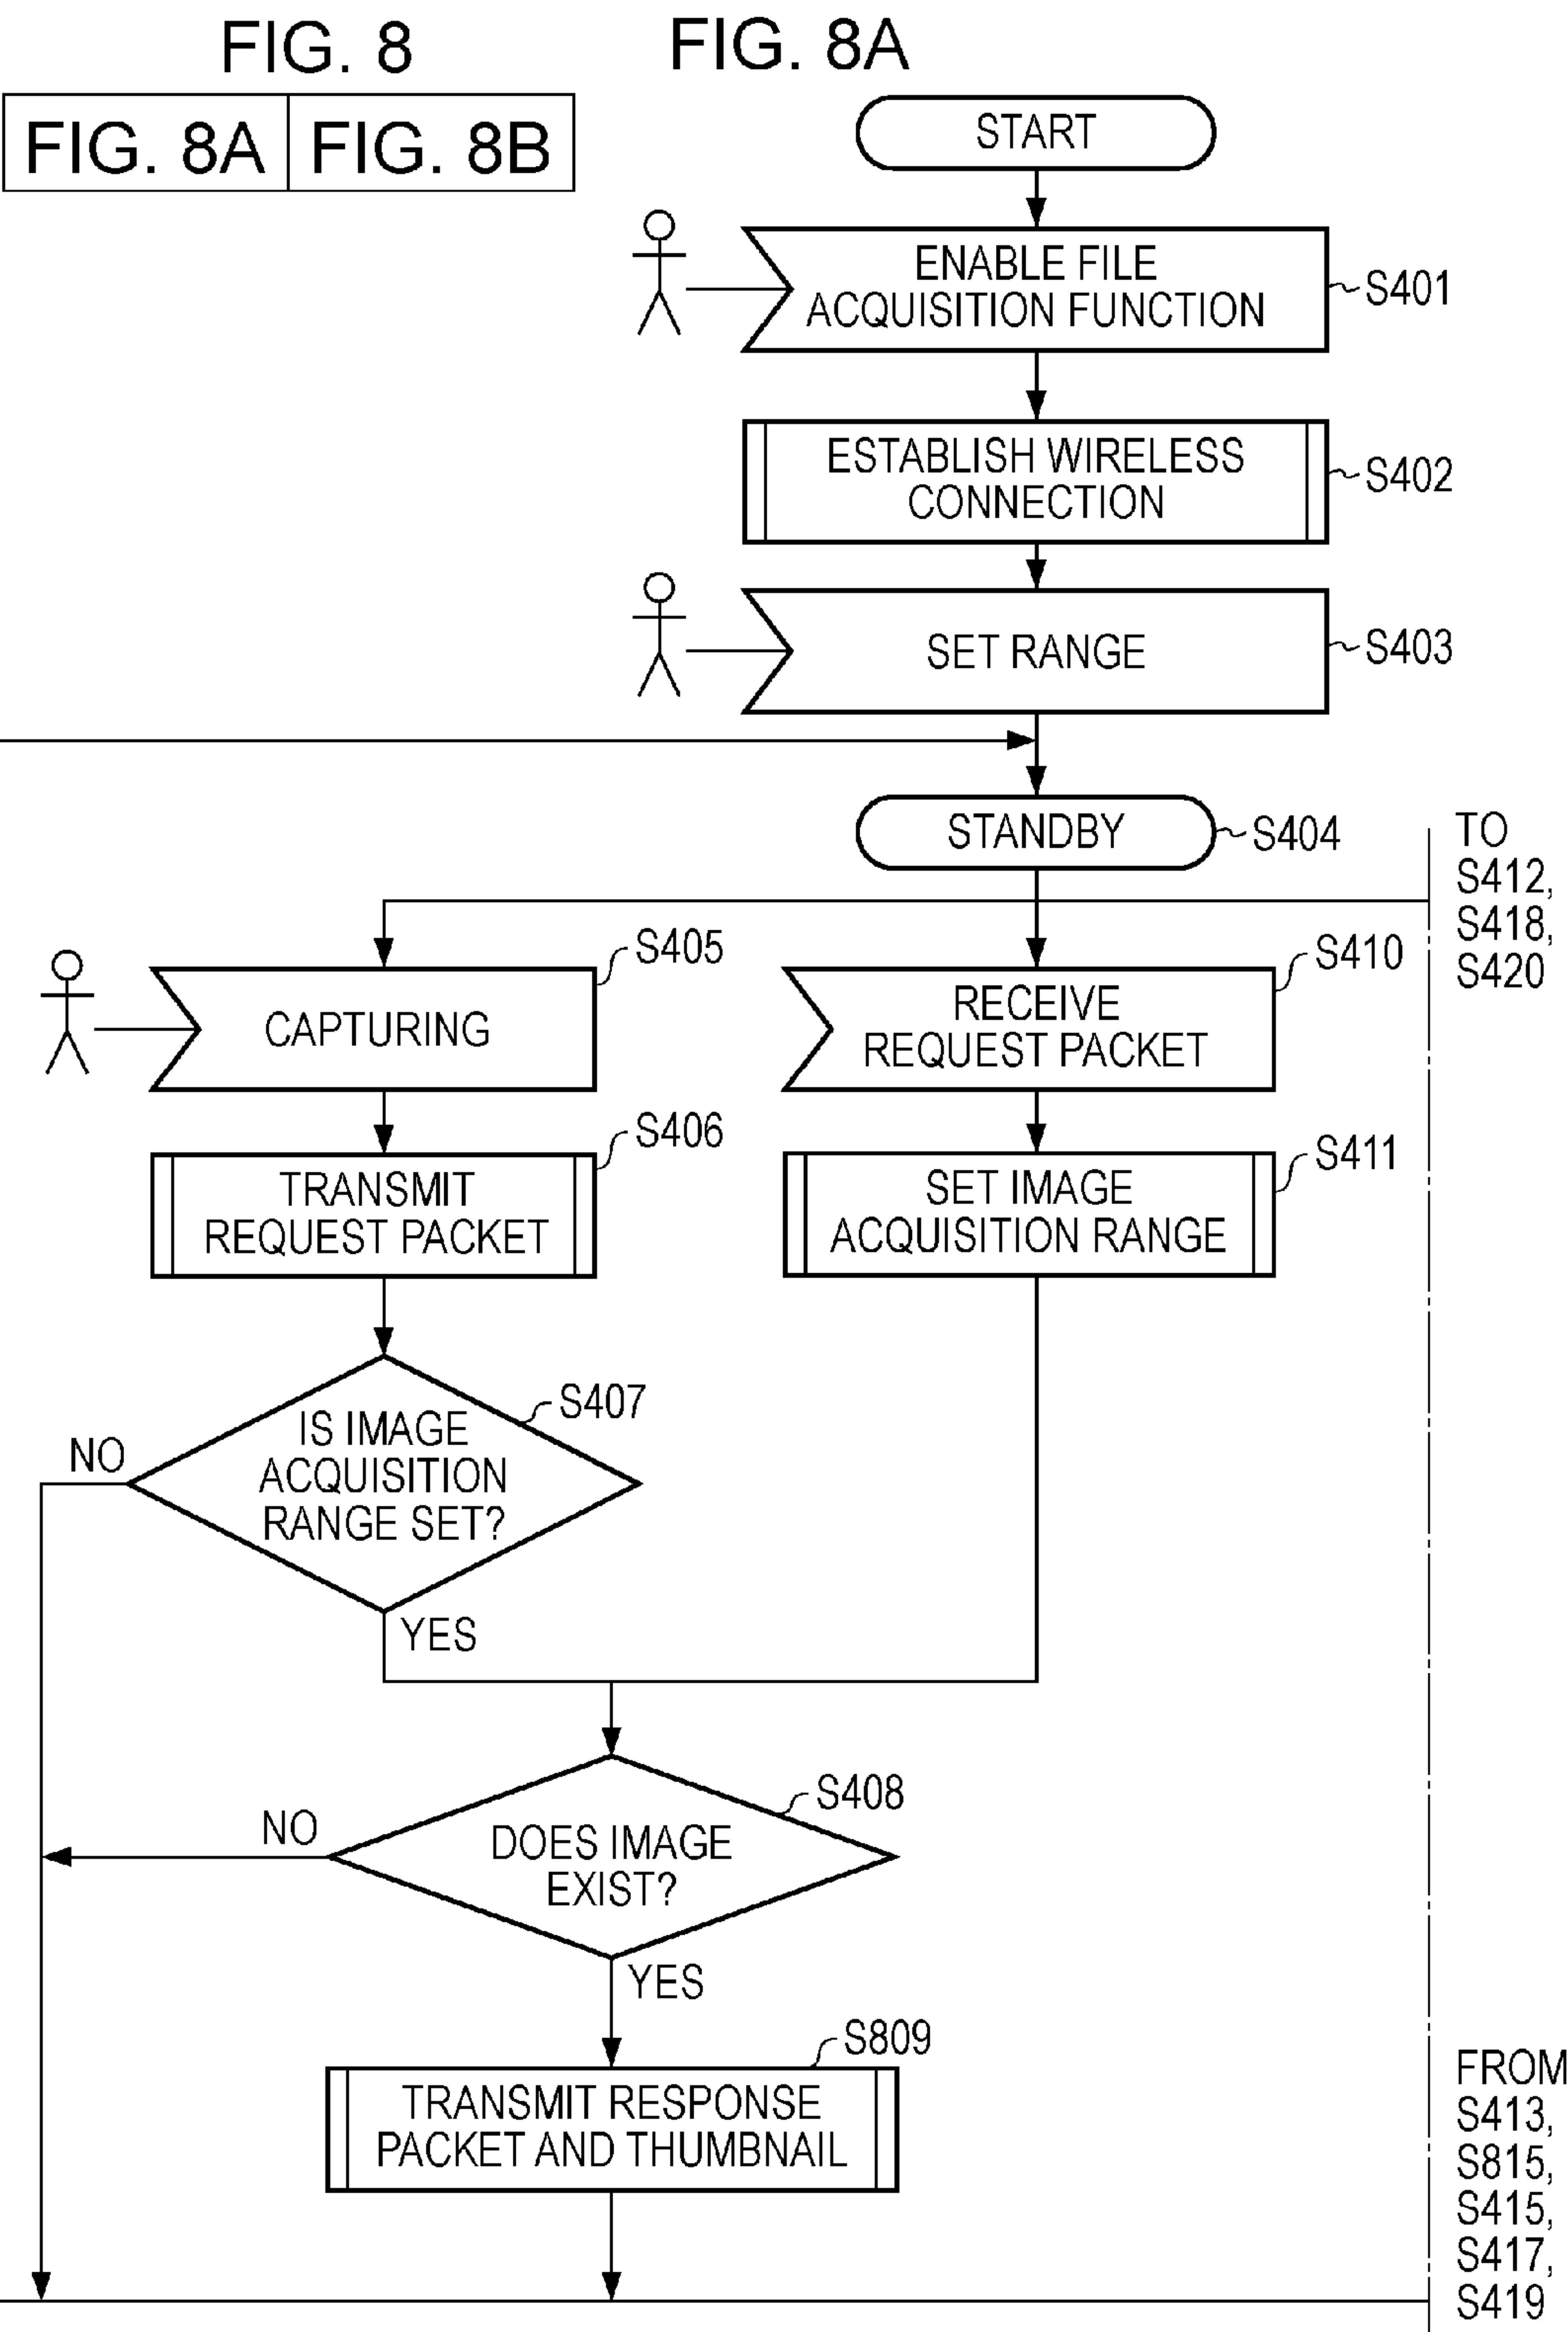 FIG. 8
FIG. 8A
FIG. 8A
FIG. 8B
START
ENABLE FILE
ACQUISITION FUNCTION
S401
ESTABLISH WIRELESS
CONNECTION
S402
SET RANGE
S403
STANDBY
S404
TO
S412,
S418,
S420
S405
CAPTURING
S410
RECEIVE
REQUEST PACKET
S406
TRANSMIT
REQUEST PACKET
S411
SET IMAGE
ACQUISITION RANGE
S407
IS IMAGE
ACQUISITION
RANGE SET?
NO
YES
S408
DOES IMAGE
EXIST?
NO
YES
S809
TRANSMIT RESPONSE
PACKET AND THUMBNAIL
FROM
S413,
S815,
S415,
S417,
S419